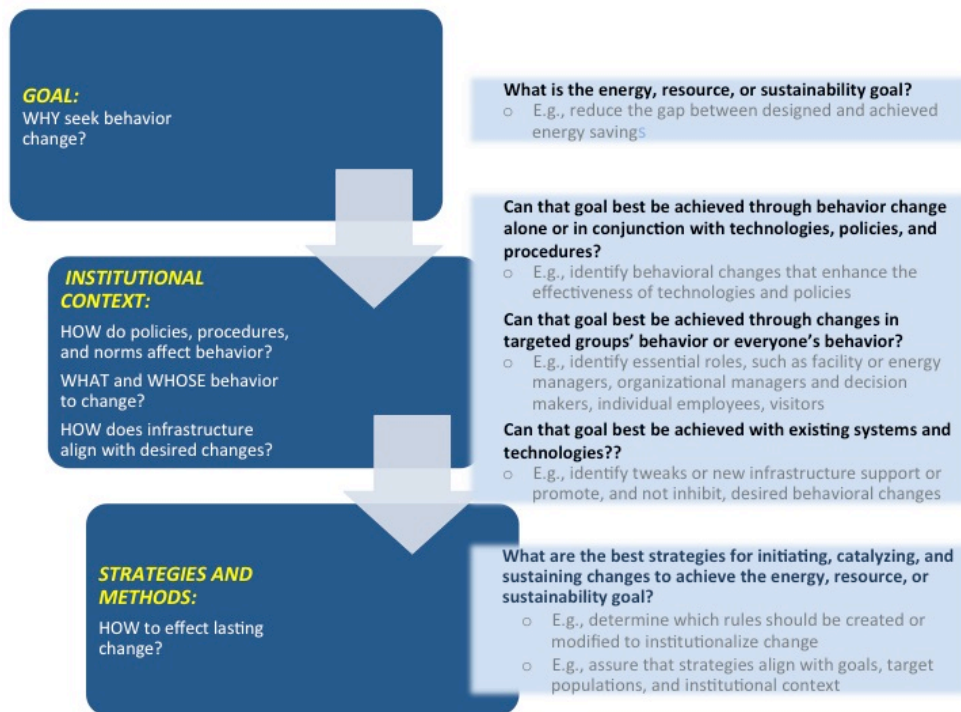 GOAL:
WHY seek behavior
change?
What is the energy, resource, or sustainability goal?
o E.g., reduce the gap between designed and achieved
energy savings
INSTITUTIONAL
CONTEXT:
HOW do policies, procedures,
and norms affect behavior?
WHAT and WHOSE behavior
to change?
HOW does infrastructure
align with desired changes?
Can that goal best be achieved through behavior change
alone or in conjunction with technologies, policies, and
procedures?
o E.g., identify behavioral changes that enhance the
effectiveness of technologies and policies
Can that goal best be achieved through changes in
targeted groups' behavior or everyone's behavior?
o E.g., identify essential roles, such as facility or energy
managers, organizational managers and decision
makers, individual employees, visitors
Can that goal best be achieved with existing systems and
technologies??
o E.g., identify tweaks or new infrastructure support or
promote, and not inhibit, desired behavioral changes
STRATEGIES AND
METHODS:
HOW to effect lasting
change?
What are the best strategies for initiating, catalyzing, and
sustaining changes to achieve the energy, resource, or
sustainability goal?
o E.g., determine which rules should be created or
modified to institutionalize change
o E.g., assure that strategies align with goals, target
populations, and institutional context